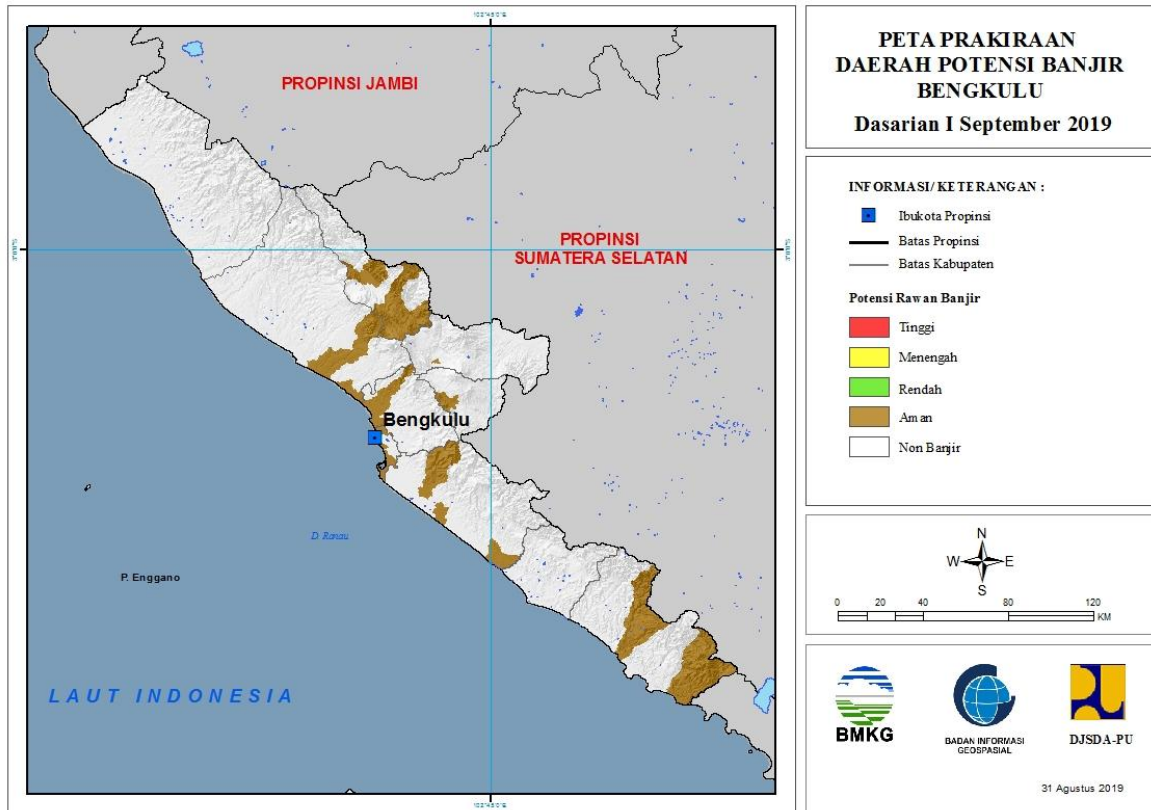 PROPINSI JAMBI
PROPINSI
SUMATERA SELATAN
Bengkulu
D. Ranau
P. Enggano
LAUT INDONESIA
PETA PRAKIRAAN
DAERAH POTENSI BANJIR
BENGKULU
Dasarian I September 2019
INFORMASI/ KETERANGAN :
Ibukota Propinsi
Batas Propinsi
Batas Kabupaten
Potensi Rawan Banjir
Tinggi
Menengah
Rendah
Aman
Non Banjir
N
W E
S
0 20 40 80 120
KM
BMKG
BADAN INFORMASI
GEOSPASIAL
DJSDA-PU
31 Agustus 2019